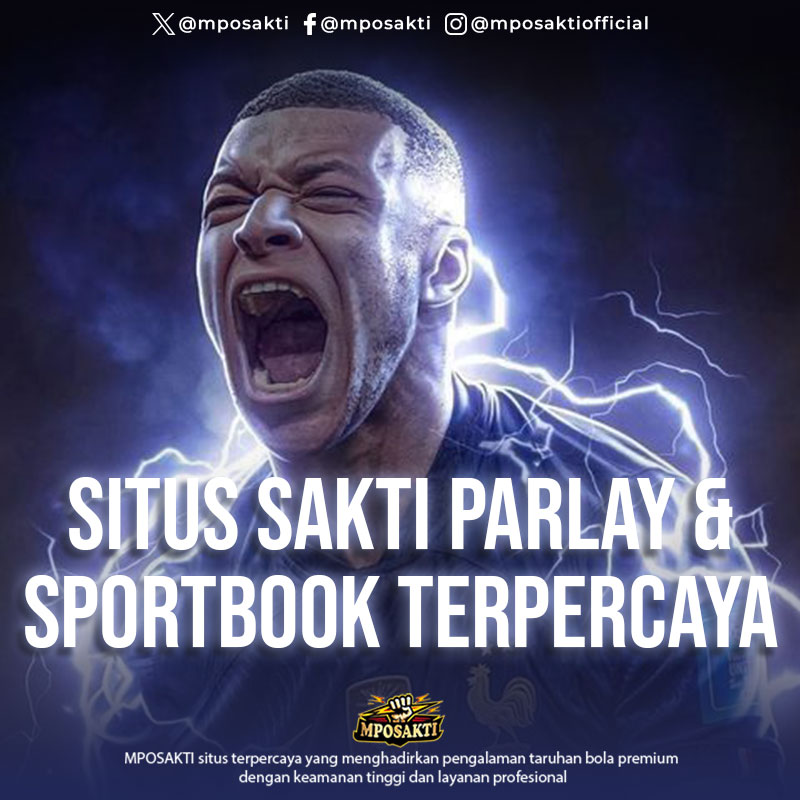 @mposakti @mposakti @mposaktiofficial
SITUS SAKTI PARLAY &
SPORTBOOK TERPERCAYA
MPOSAKTI
MPOSAKTI situs terpercaya yang menghadirkan pengalaman taruhan bola premium
dengan keamanan tinggi dan layanan profesional